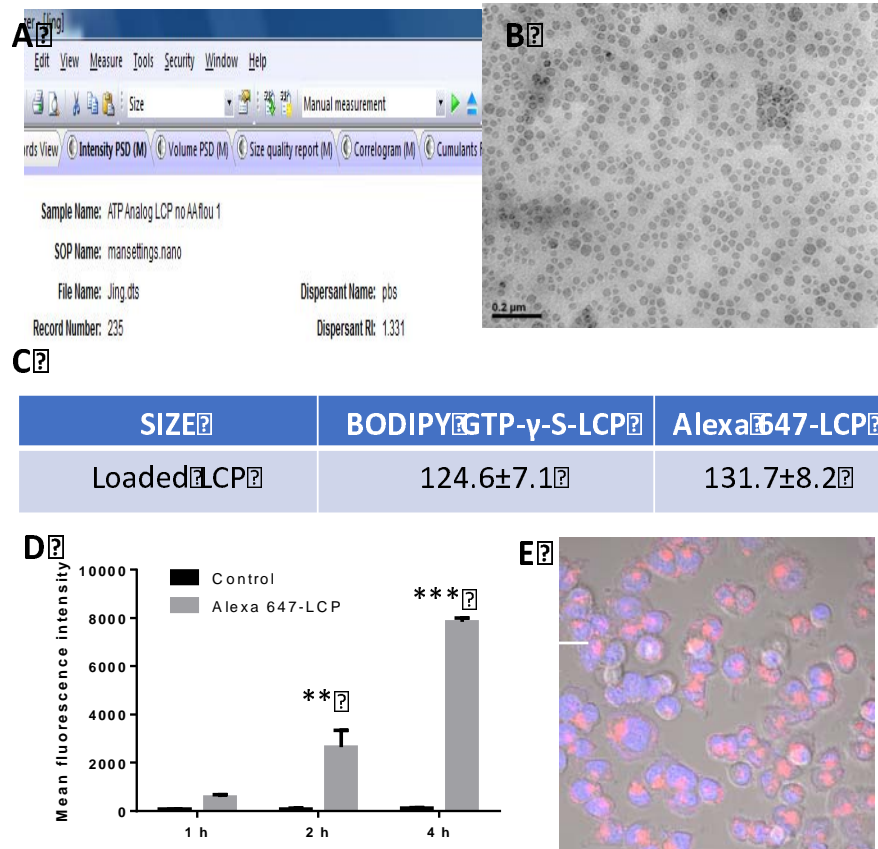 A
zer - [Jing]
Edit View Measure Tools Security Window Help
Size Manual measurement
rds View Intensity PSD (M) Volume PSD (M) Size quality report (M) Correlogram (M) Cumulants F
Sample Name: ATP Analog LCP no AA flou 1
SOP Name: mansettings.nano
File Name: Jing.dts Dispersant Name: pbs
Record Number: 235 Dispersant RI: 1.331
B
0.2 µm
C
SIZE BODIPY GTP-γ-S-LCP Alexa 647-LCP
Loaded LCP 124.6±7.1 131.7±8.2
D
Mean fluorescence intensity
10000
8000
6000
4000
2000
0
Control
Alexa 647-LCP
**
***
1 h 2 h 4 h
E